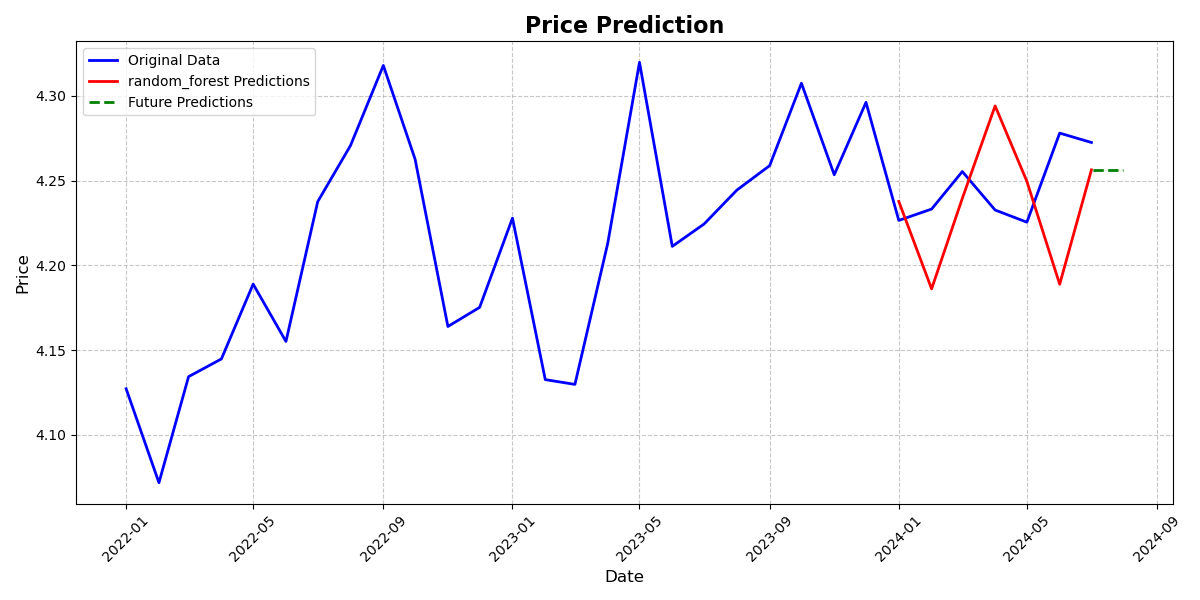 Price Prediction
Original Data
random_forest Predictions
Future Predictions
Price
4.30
4.25
4.20
4.15
4.10
2022-01
2022-05
2022-09
2023-01
2023-05
2023-09
2024-01
2024-05
2024-09
Date